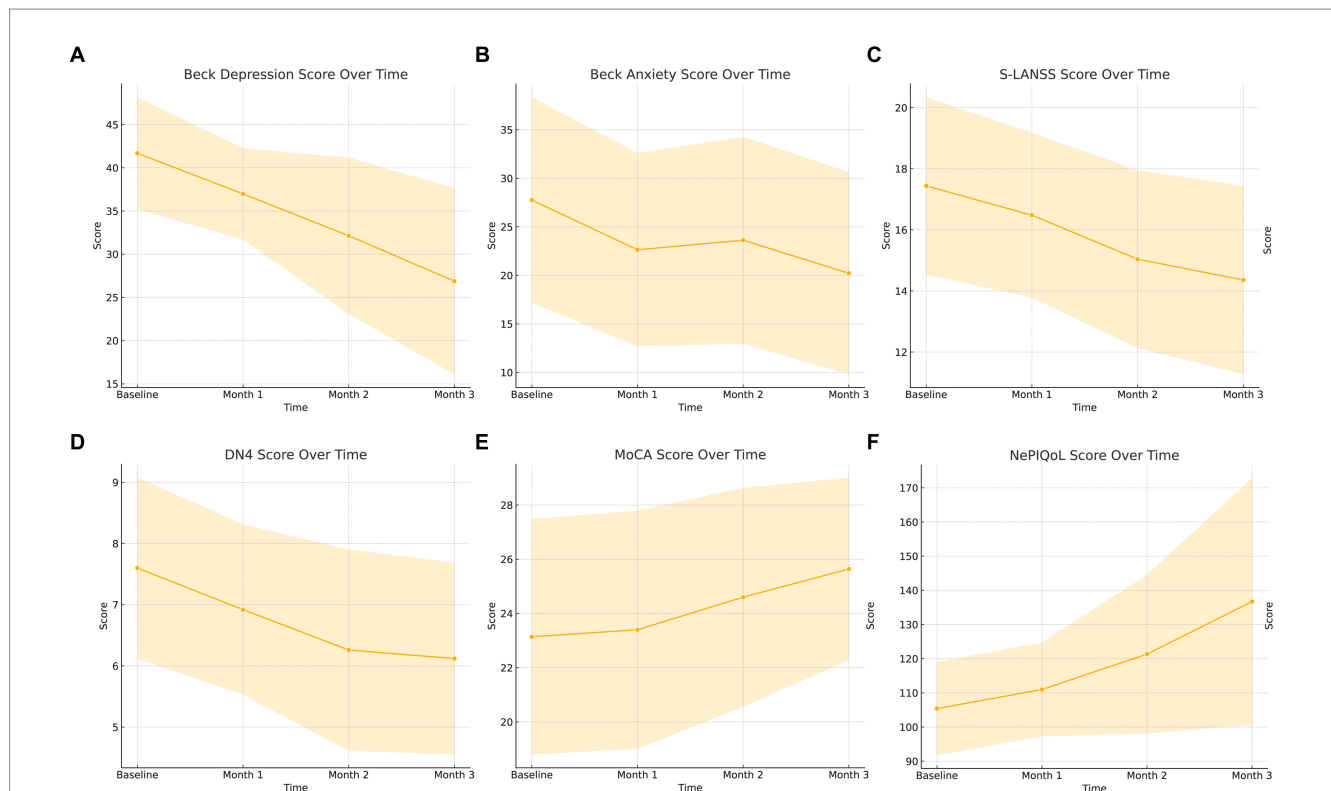 A
Beck Depression Score Over Time
45
40
35
30
25
20
15
Score
Baseline Month 1 Month 2 Month 3
Time
B
Beck Anxiety Score Over Time
35
30
25
20
15
10
Score
Baseline Month 1 Month 2 Month 3
Time
C
S-LANSS Score Over Time
20
18
16
14
12
Score
Baseline Month 1 Month 2 Month 3
Time
Score
D
DN4 Score Over Time
9
8
7
6
5
Score
Baseline Month 1 Month 2 Month 3
Time
E
MoCA Score Over Time
28
26
24
22
20
Score
Baseline Month 1 Month 2 Month 3
Time
F
NePIQoL Score Over Time
170
160
150
140
130
120
110
100
90
Score
Baseline Month 1 Month 2 Month 3
Time
Score